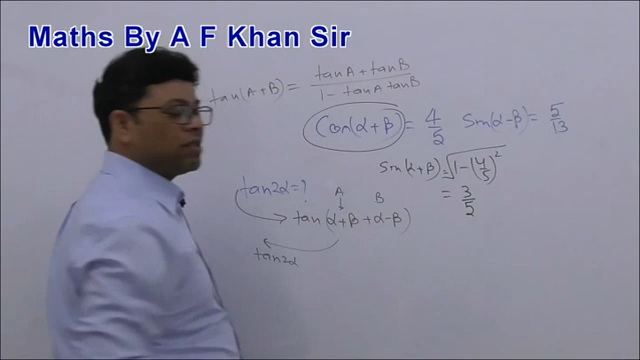 Maths By A F Khan Sir
tan(A+B) = tanA + tanB / 1 - tanA tanB
Cos(α+β) = 4/5 Sin(α-β) = 5/13
Sin(α+β) = √1-(4/5)²
= 3/5
tan2α = ?
A B
tan(α+β + α-β)
tan2α